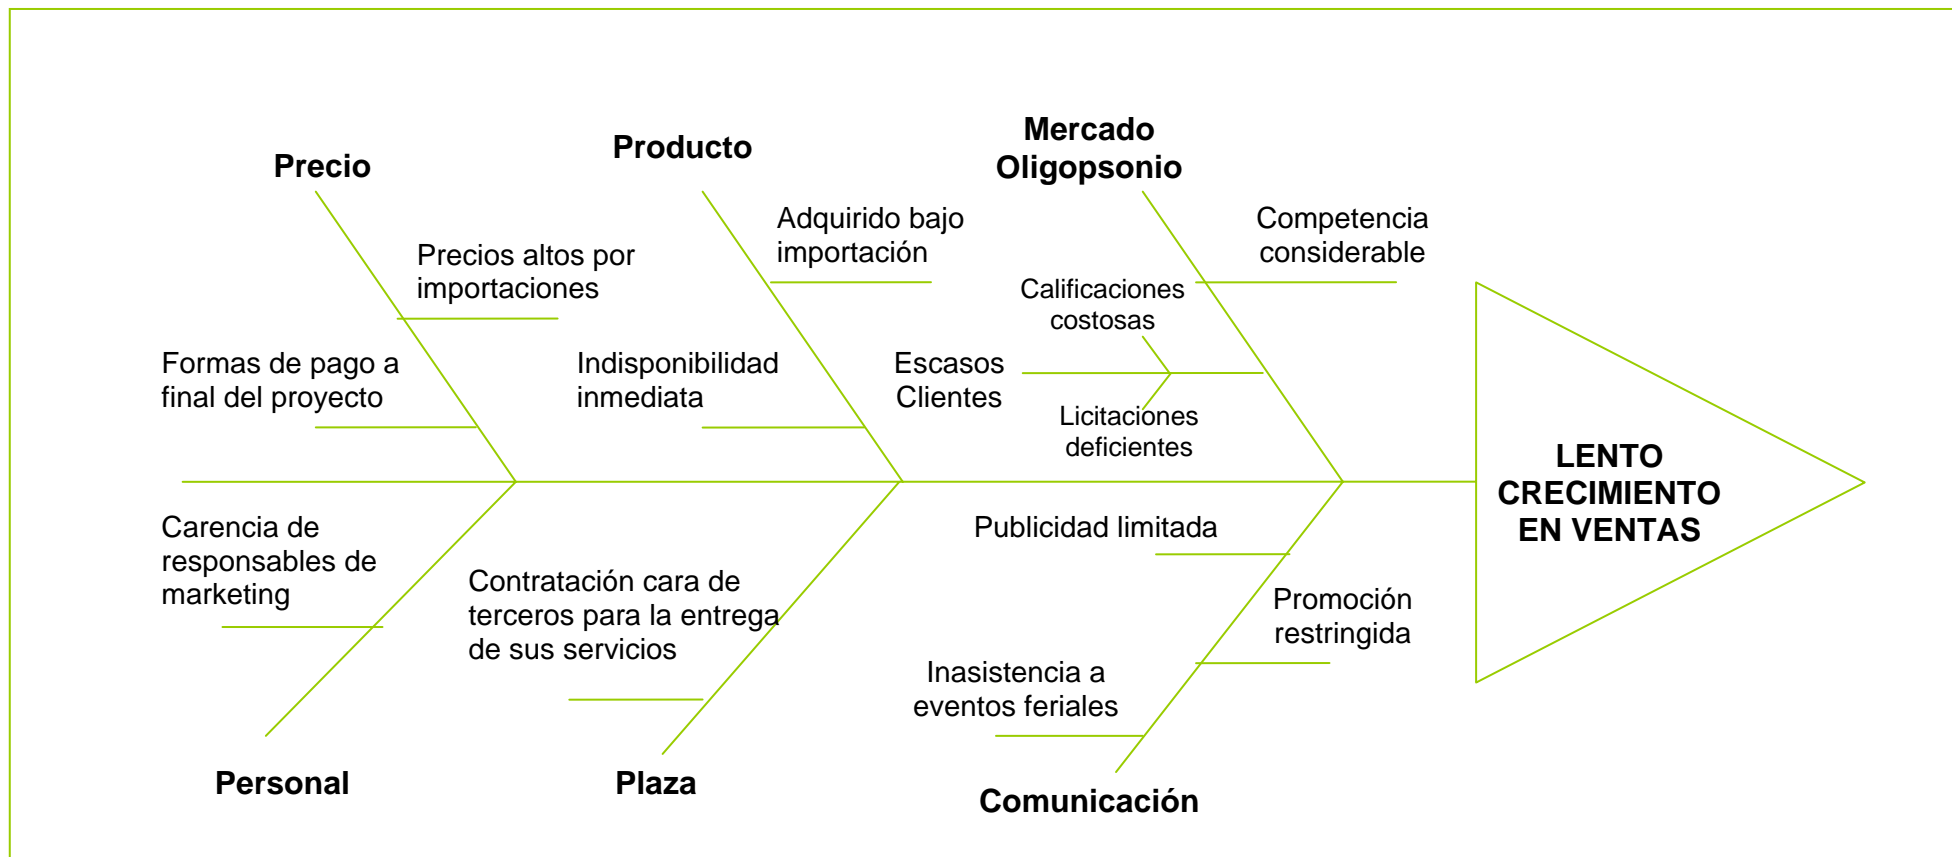 Precio
Producto
Mercado
Oligopsonio
Precios altos por
importaciones
Formas de pago a
final del proyecto
Adquirido bajo
importación
Indisponibilidad
inmediata
Competencia
considerable
Calificaciones
costosas
Escasos
Clientes
Licitaciones
deficientes
LENTO
CRECIMIENTO
EN VENTAS
Carencia de
responsables de
marketing
Contratación cara de
terceros para la entrega
de sus servicios
Publicidad limitada
Promoción
restringida
Inasistencia a
eventos feriales
Personal
Plaza
Comunicación